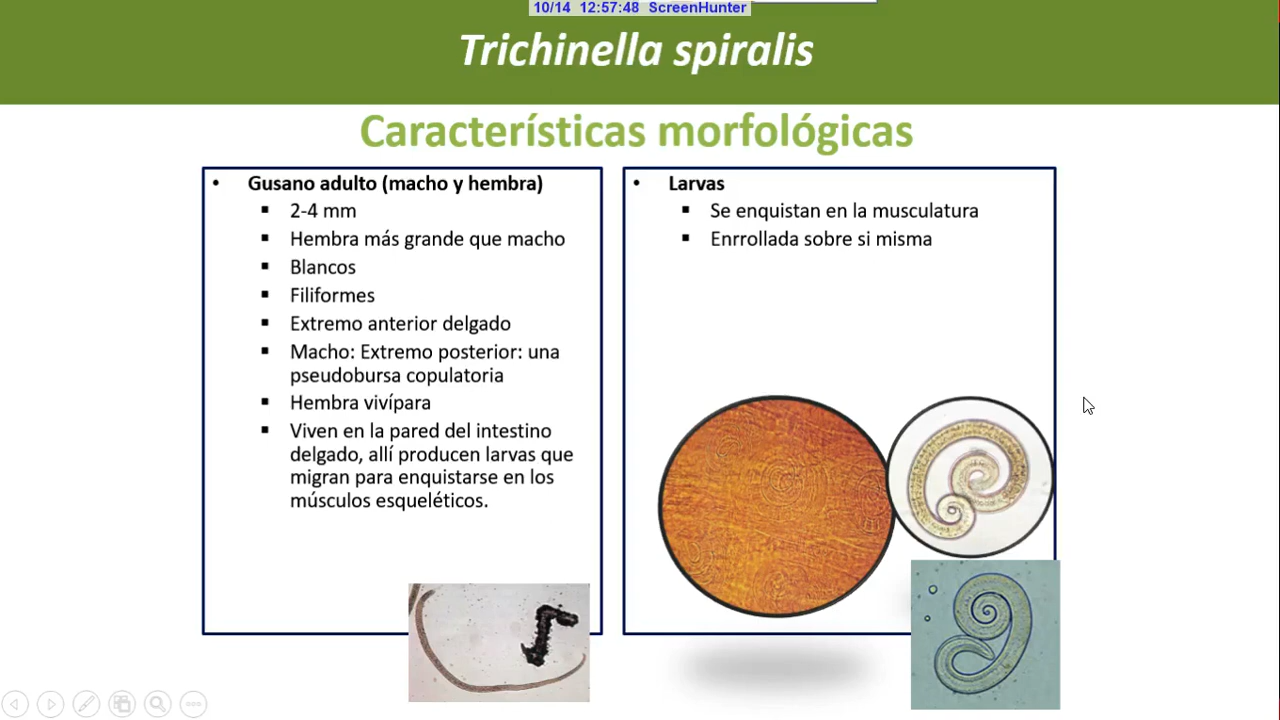 10/14 12:57:48 ScreenHunter
Trichinella spiralis
Características morfológicas
• Gusano adulto (macho y hembra)
▪ 2-4 mm
▪ Hembra más grande que macho
▪ Blancos
▪ Filiformes
▪ Extremo anterior delgado
▪ Macho: Extremo posterior: una
pseudobursa copulatoria
▪ Hembra vivípara
▪ Viven en la pared del intestino
delgado, allí producen larvas que
migran para enquistarse en los
músculos esqueléticos.
• Larvas
▪ Se enquistan en la musculatura
▪ Enrrollada sobre si misma